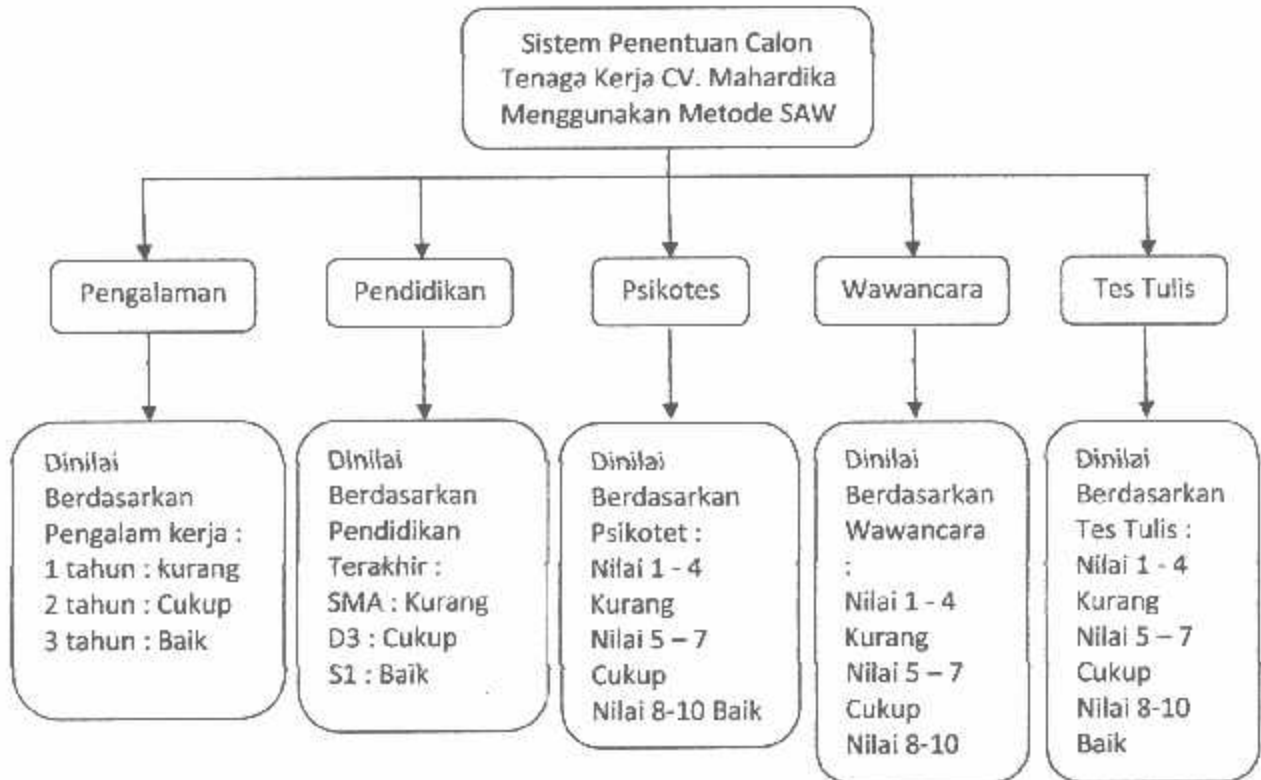 Sistem Penentuan Calon
Tenaga Kerja CV. Mahardika
Menggunakan Metode SAW
Pengalaman
Pendidikan
Psikotes
Wawancara
Tes Tulis
Dinilai
Berdasarkan
Pengalam kerja :
1 tahun : kurang
2 tahun : Cukup
3 tahun : Baik
Dinilai
Berdasarkan
Pendidikan
Terakhir :
SMA : Kurang
D3 : Cukup
S1 : Baik
Dinilai
Berdasarkan
Psikotet :
Nilai 1 - 4
Kurang
Nilai 5 – 7
Cukup
Nilai 8-10 Baik
Dinilai
Berdasarkan
Wawancara
:
Nilai 1 - 4
Kurang
Nilai 5 – 7
Cukup
Nilai 8-10
Dinilai
Berdasarkan
Tes Tulis :
Nilai 1 - 4
Kurang
Nilai 5 – 7
Cukup
Nilai 8-10
Baik